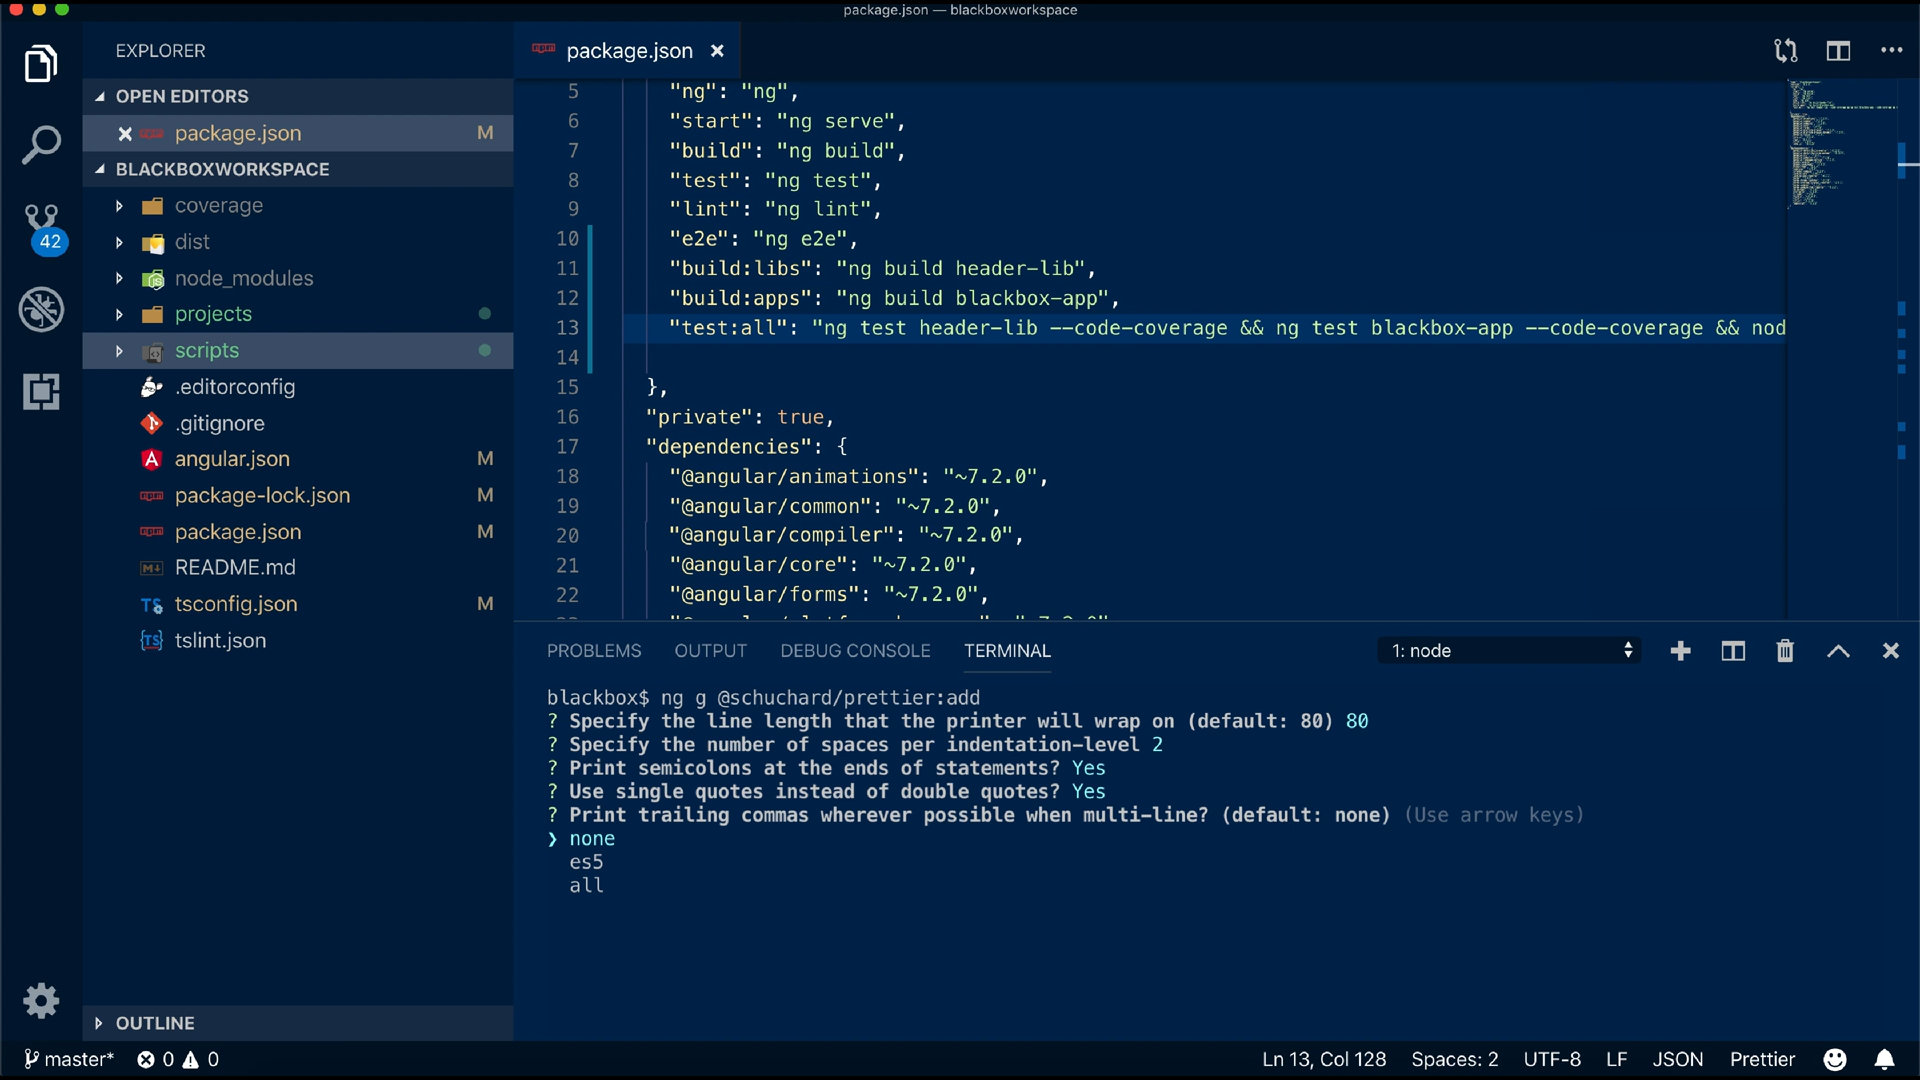 package.json — blackboxworkspace
EXPLORER
OPEN EDITORS
package.json M
BLACKBOXWORKSPACE
coverage
dist
node_modules
projects
scripts
.editorconfig
.gitignore
angular.json M
package-lock.json M
package.json M
README.md
tsconfig.json M
tslint.json
OUTLINE
42
package.json
5 "ng": "ng",
6 "start": "ng serve",
7 "build": "ng build",
8 "test": "ng test",
9 "lint": "ng lint",
10 "e2e": "ng e2e",
11 "build:libs": "ng build header-lib",
12 "build:apps": "ng build blackbox-app",
13 "test:all": "ng test header-lib --code-coverage && ng test blackbox-app --code-coverage && nod
14
15 },
16 "private": true,
17 "dependencies": {
18 "@angular/animations": "~7.2.0",
19 "@angular/common": "~7.2.0",
20 "@angular/compiler": "~7.2.0",
21 "@angular/core": "~7.2.0",
22 "@angular/forms": "~7.2.0",
PROBLEMS OUTPUT DEBUG CONSOLE TERMINAL 1: node
blackbox$ ng g @schuchard/prettier:add
? Specify the line length that the printer will wrap on (default: 80) 80
? Specify the number of spaces per indentation-level 2
? Print semicolons at the ends of statements? Yes
? Use single quotes instead of double quotes? Yes
? Print trailing commas wherever possible when multi-line? (default: none) (Use arrow keys)
❯ none
es5
all
master* 0 0 Ln 13, Col 128 Spaces: 2 UTF-8 LF JSON Prettier